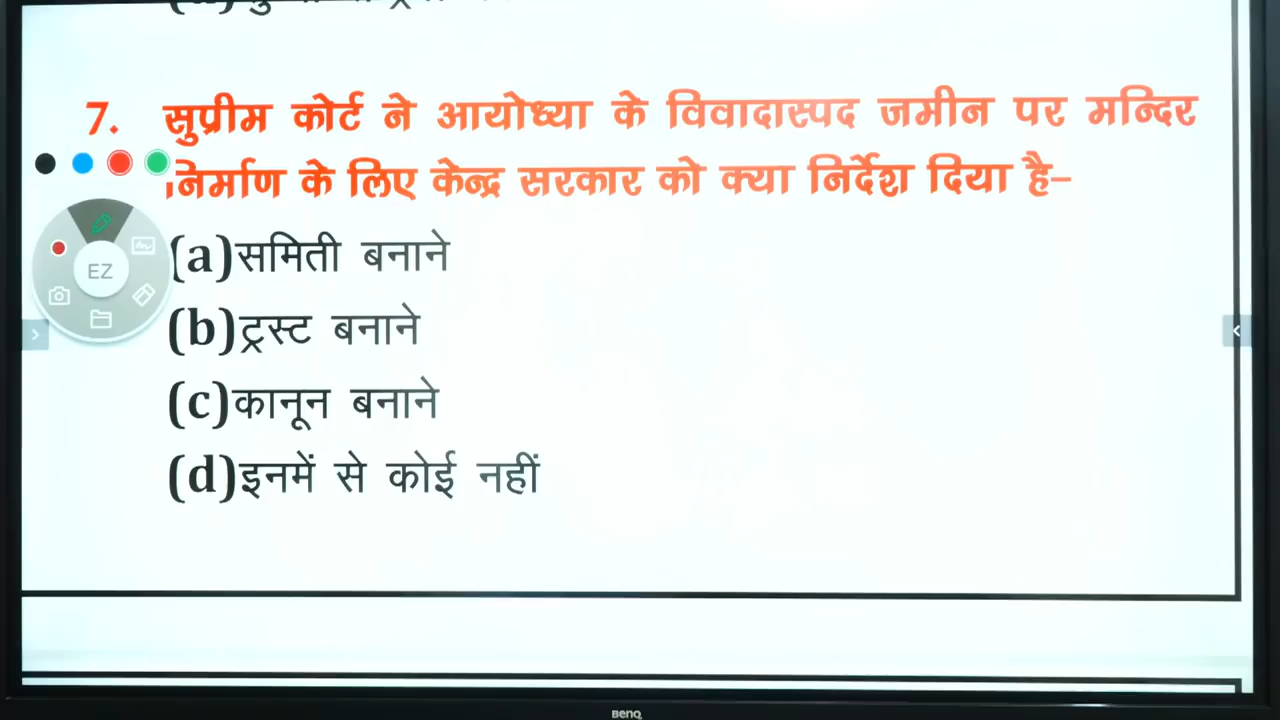 7. सुप्रीम कोर्ट ने आयोध्या के विवादास्पद जमीन पर मन्दिर
निर्माण के लिए केन्द्र सरकार को क्या निर्देश दिया है–
(a)समिती बनाने
EZ
(b)ट्रस्ट बनाने
(c)कानून बनाने
(d)इनमें से कोई नहीं
BenQ